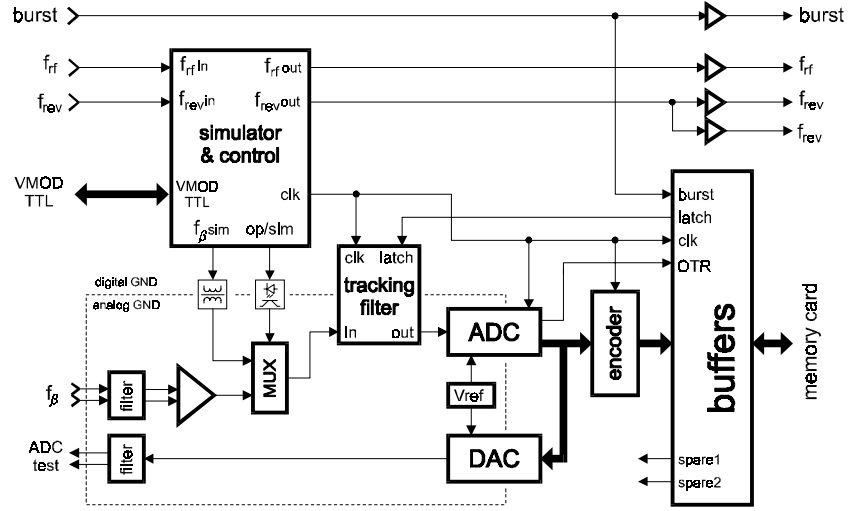 burst
burst
f_rf
f_rf In
f_rf out
f_rf
f_rev
f_rev in
f_rev out
f_rev
f_rev
simulator
& control
VMOD
TTL
VMOD
TTL
clk
f_β sim
op/sIm
burst
latch
clk
OTR
clk
latch
tracking
filter
In
out
digital GND
analog GND
ADC
encoder
buffers
memory card
MUX
f_β
filter
Vref
ADC
test
filter
DAC
spare1
spare2